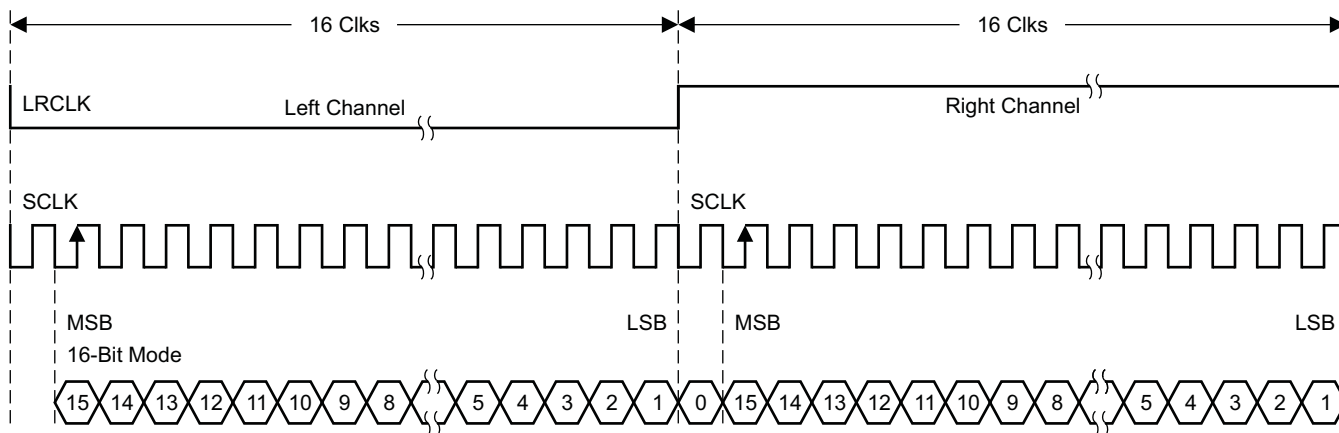 16 Clks 16 Clks
LRCLK Left Channel Right Channel
SCLK SCLK
MSB LSB MSB LSB
16-Bit Mode
15 14 13 12 11 10 9 8 5 4 3 2 1 0 15 14 13 12 11 10 9 8 5 4 3 2 1